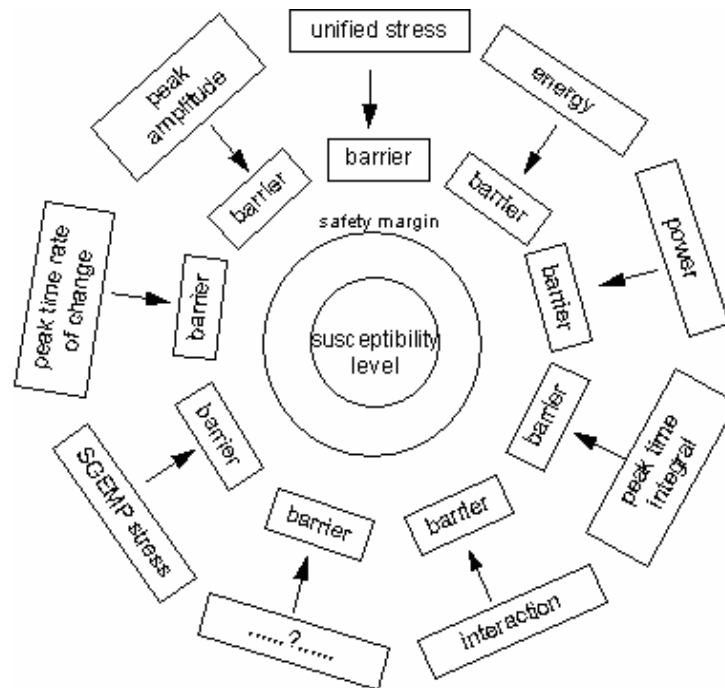 unified stress
barrier
energy
barrier
power
barrier
peak time
integral
barrier
interaction
barrier
......?......
barrier
SGEMP stress
barrier
peak time rate
of change
barrier
peak
amplitude
barrier
safety margin
susceptibility
level